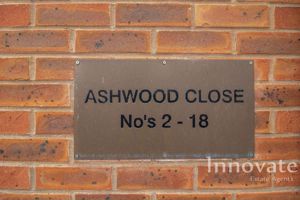 ASHWOOD CLOSE
No's 2 - 18
Innovate
Estate Agents